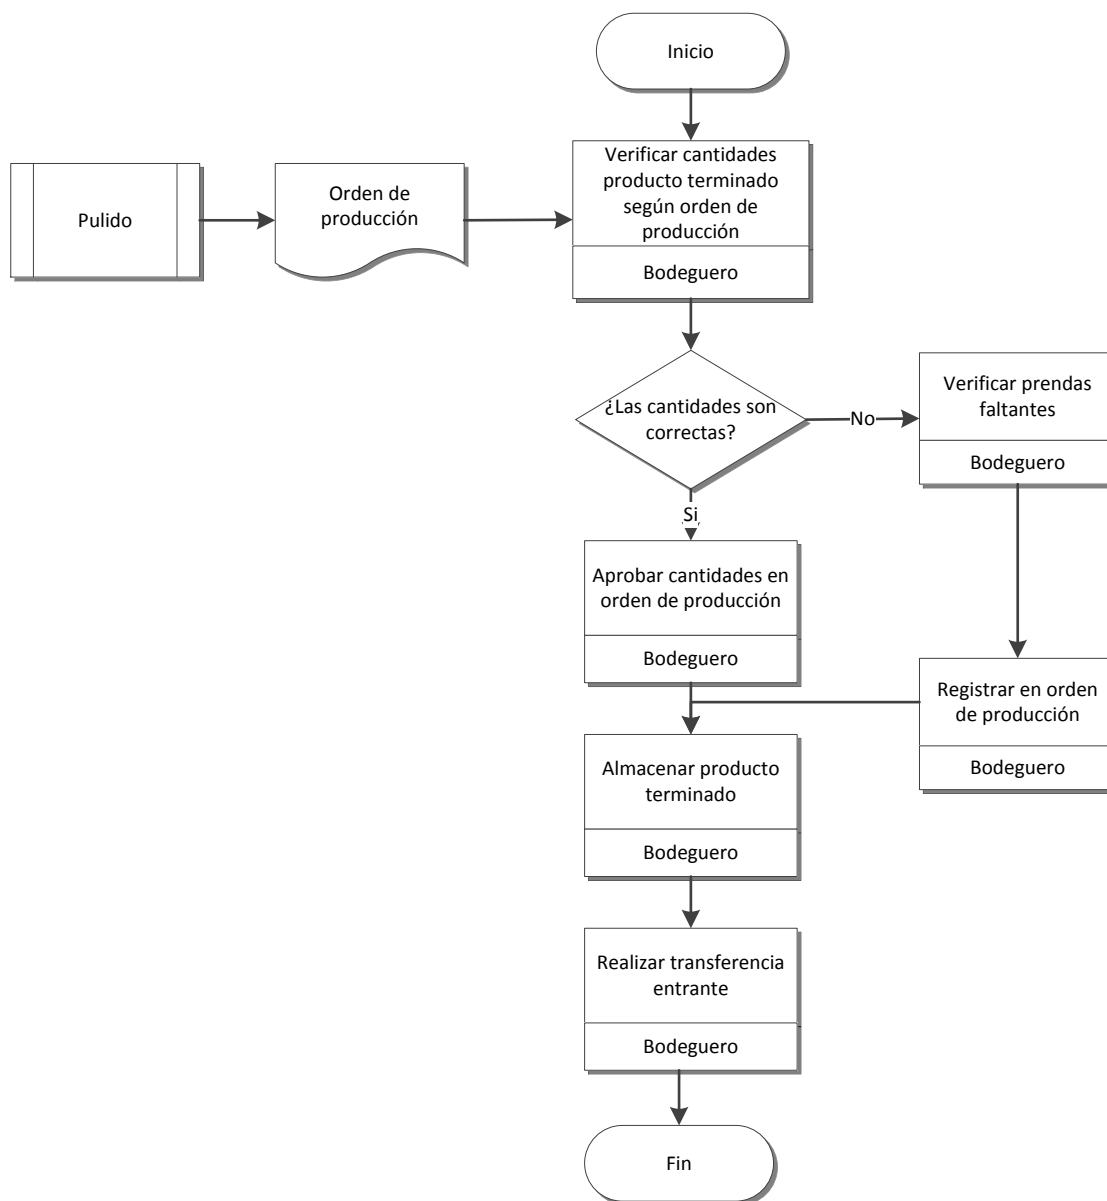 Inicio
Pulido
Orden de
producción
Verificar cantidades
producto terminado
según orden de
producción
Bodeguero
¿Las cantidades son
correctas?
No
Verificar prendas
faltantes
Bodeguero
Si
Aprobar cantidades en
orden de producción
Bodeguero
Registrar en orden
de producción
Bodeguero
Almacenar producto
terminado
Bodeguero
Realizar transferencia
entrante
Bodeguero
Fin